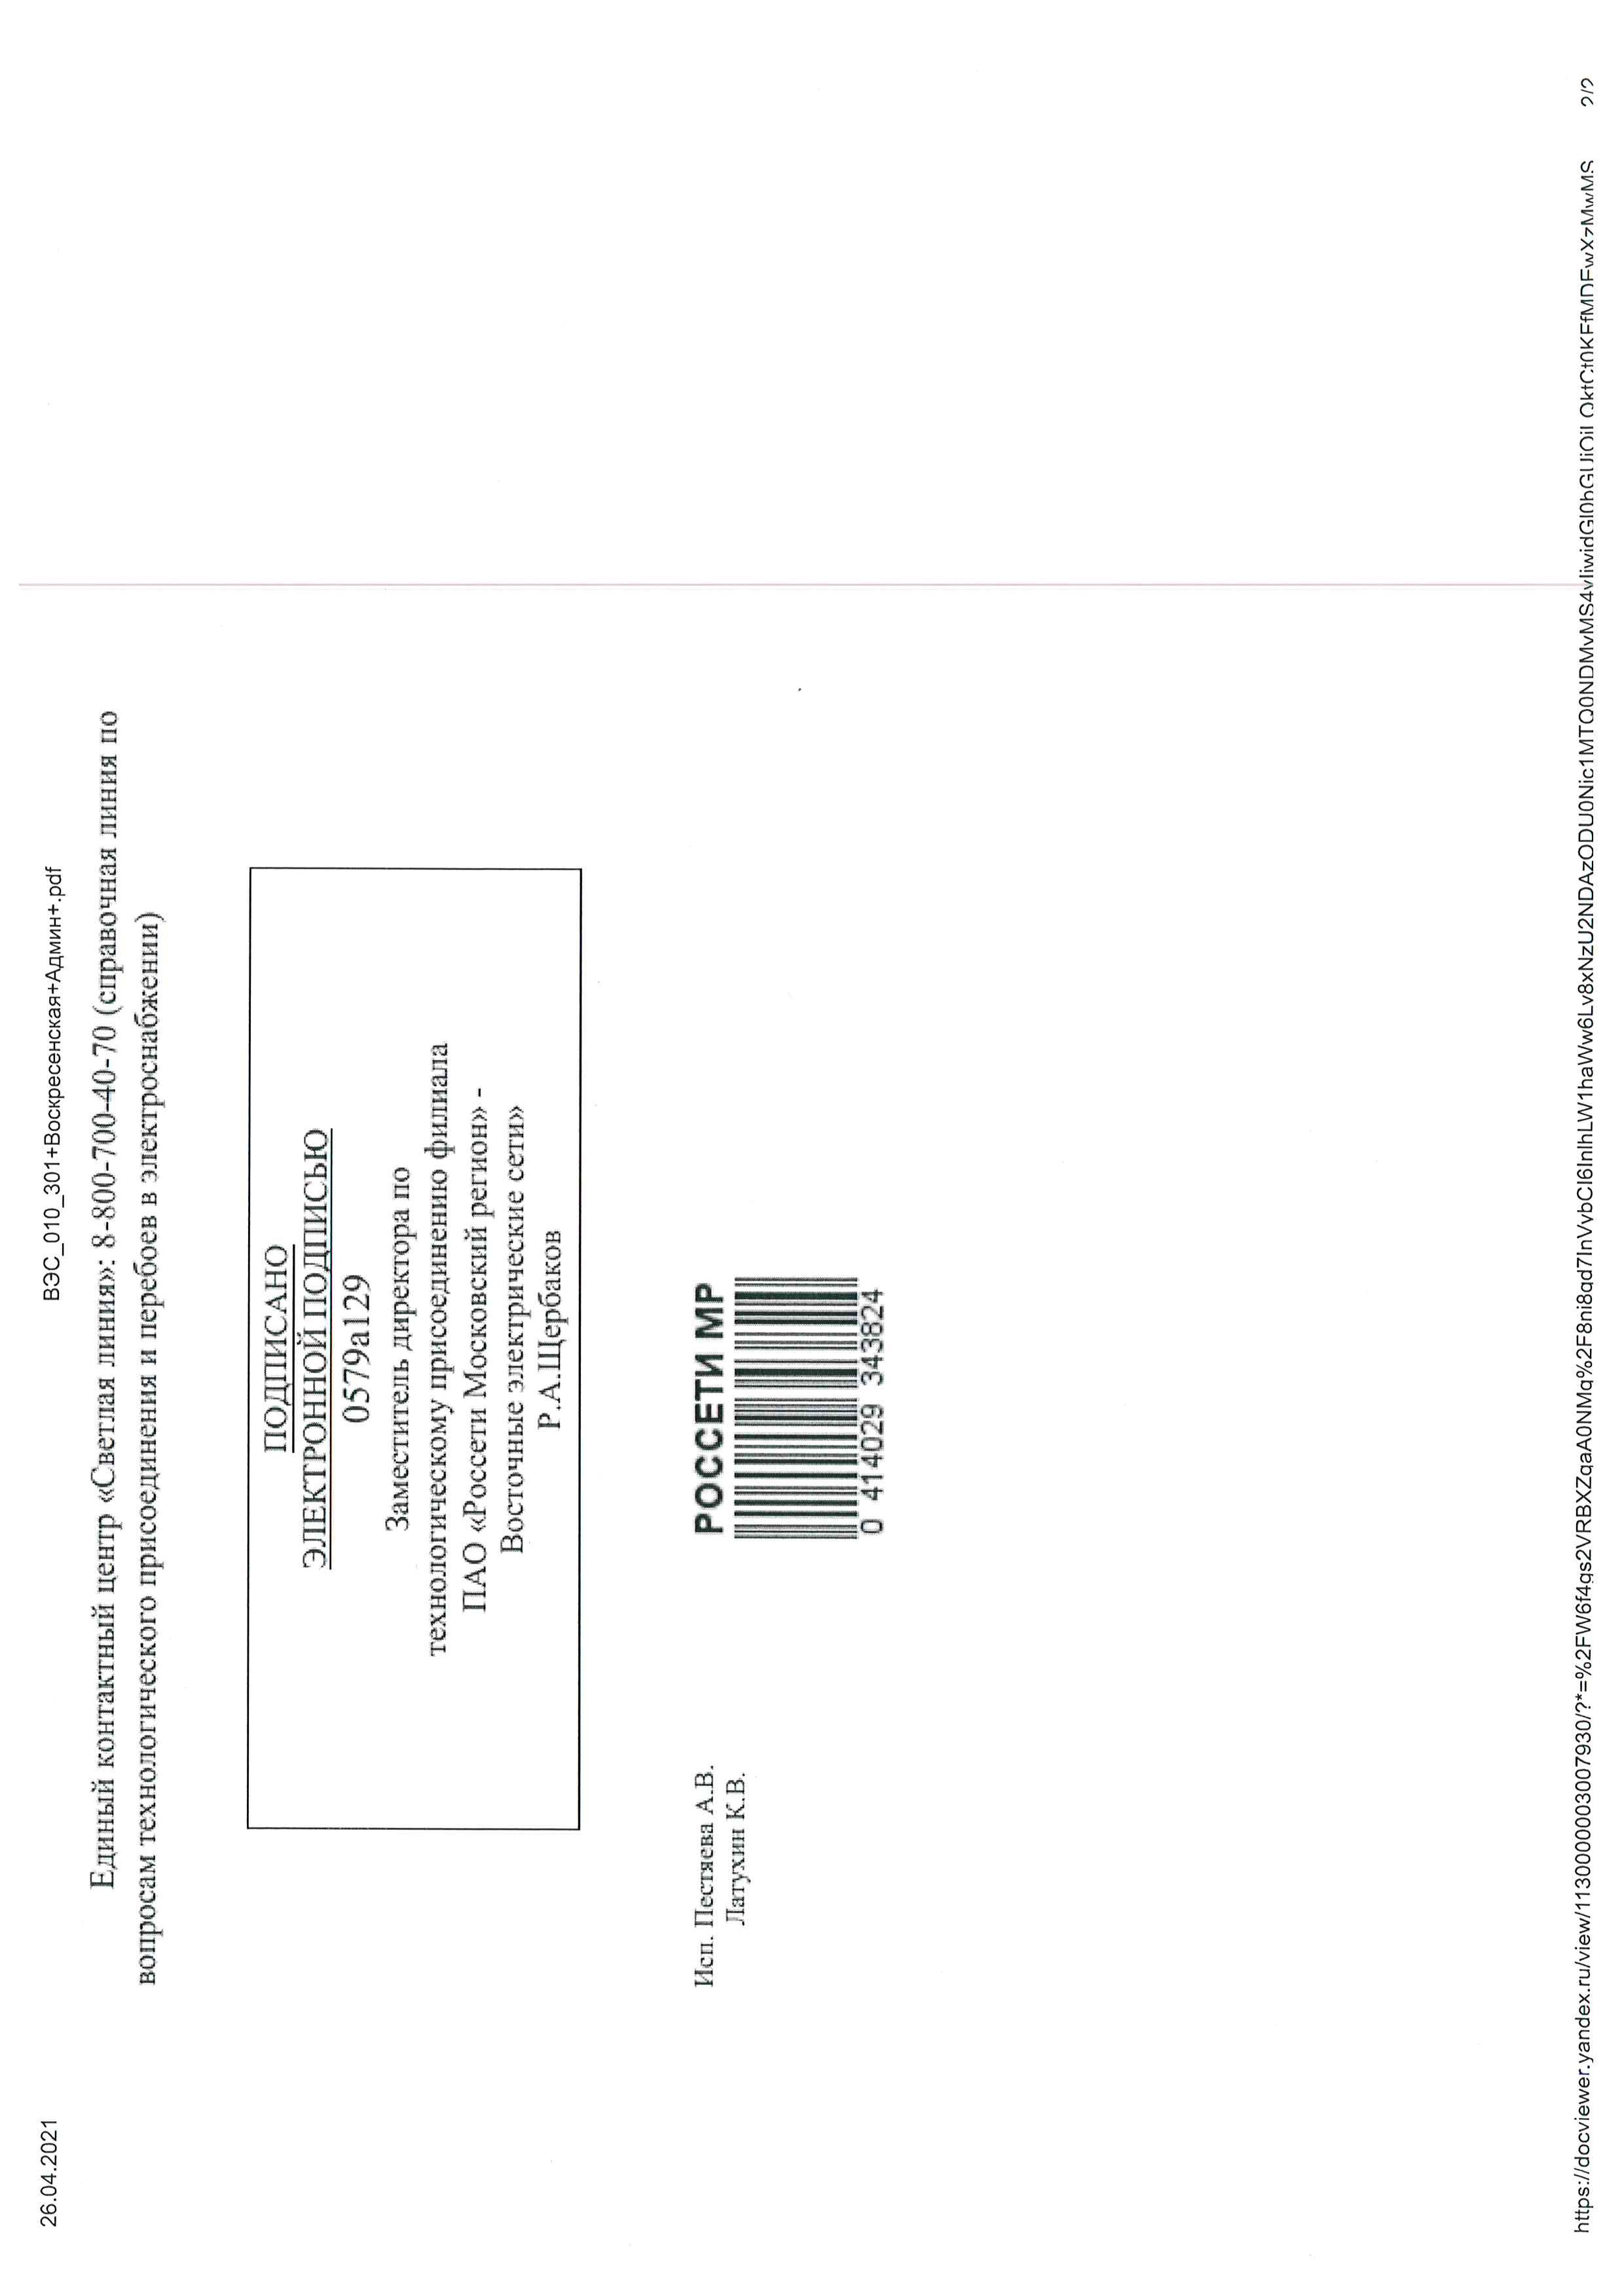 26.04.2021
ВЭС_010_301+Воскресенская+Админ+.pdf
Единый контактный центр «Светлая линия»: 8-800-700-40-70 (справочная линия по
вопросам технологического присоединения и перебоев в электроснабжении)
ПОДПИСАНО
ЭЛЕКТРОННОЙ ПОДПИСЬЮ
0579a129
Заместитель директора по
технологическому присоединению филиала
ПАО «Россети Московский регион» -
Восточные электрические сети»
Р.А.Щербаков
РОССЕТИ МР
0 414029 343824
Исп. Пестяева А.В.
Латухин К.В.
2/2